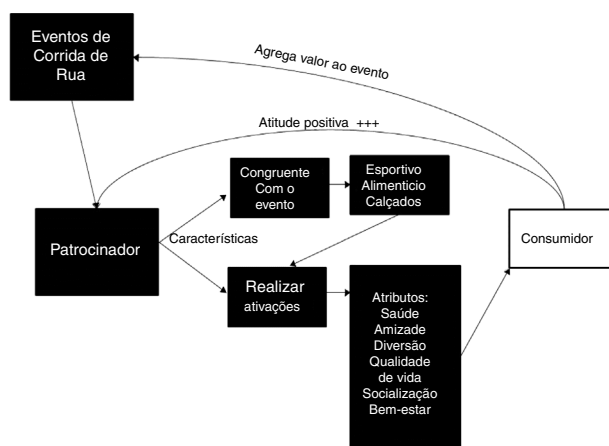 Eventos de
Corrida de
Rua
Agrega valor ao evento
Atitude positiva +++
Congruente
Com o
evento
Esportivo
Alimenticio
Calçados
Patrocinador
Características
Consumidor
Realizar
ativações
Atributos:
Saúde
Amizade
Diversão
Qualidade
de vida
Socialização
Bem-estar